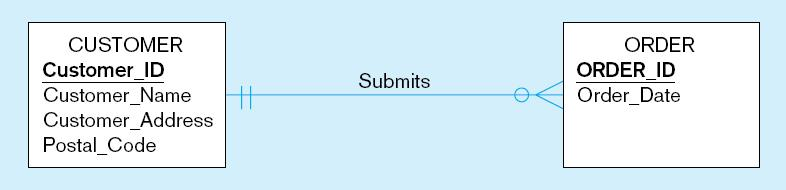 CUSTOMER
Customer_ID
Customer_Name
Customer_Address
Postal_Code
Submits
ORDER
ORDER_ID
Order_Date